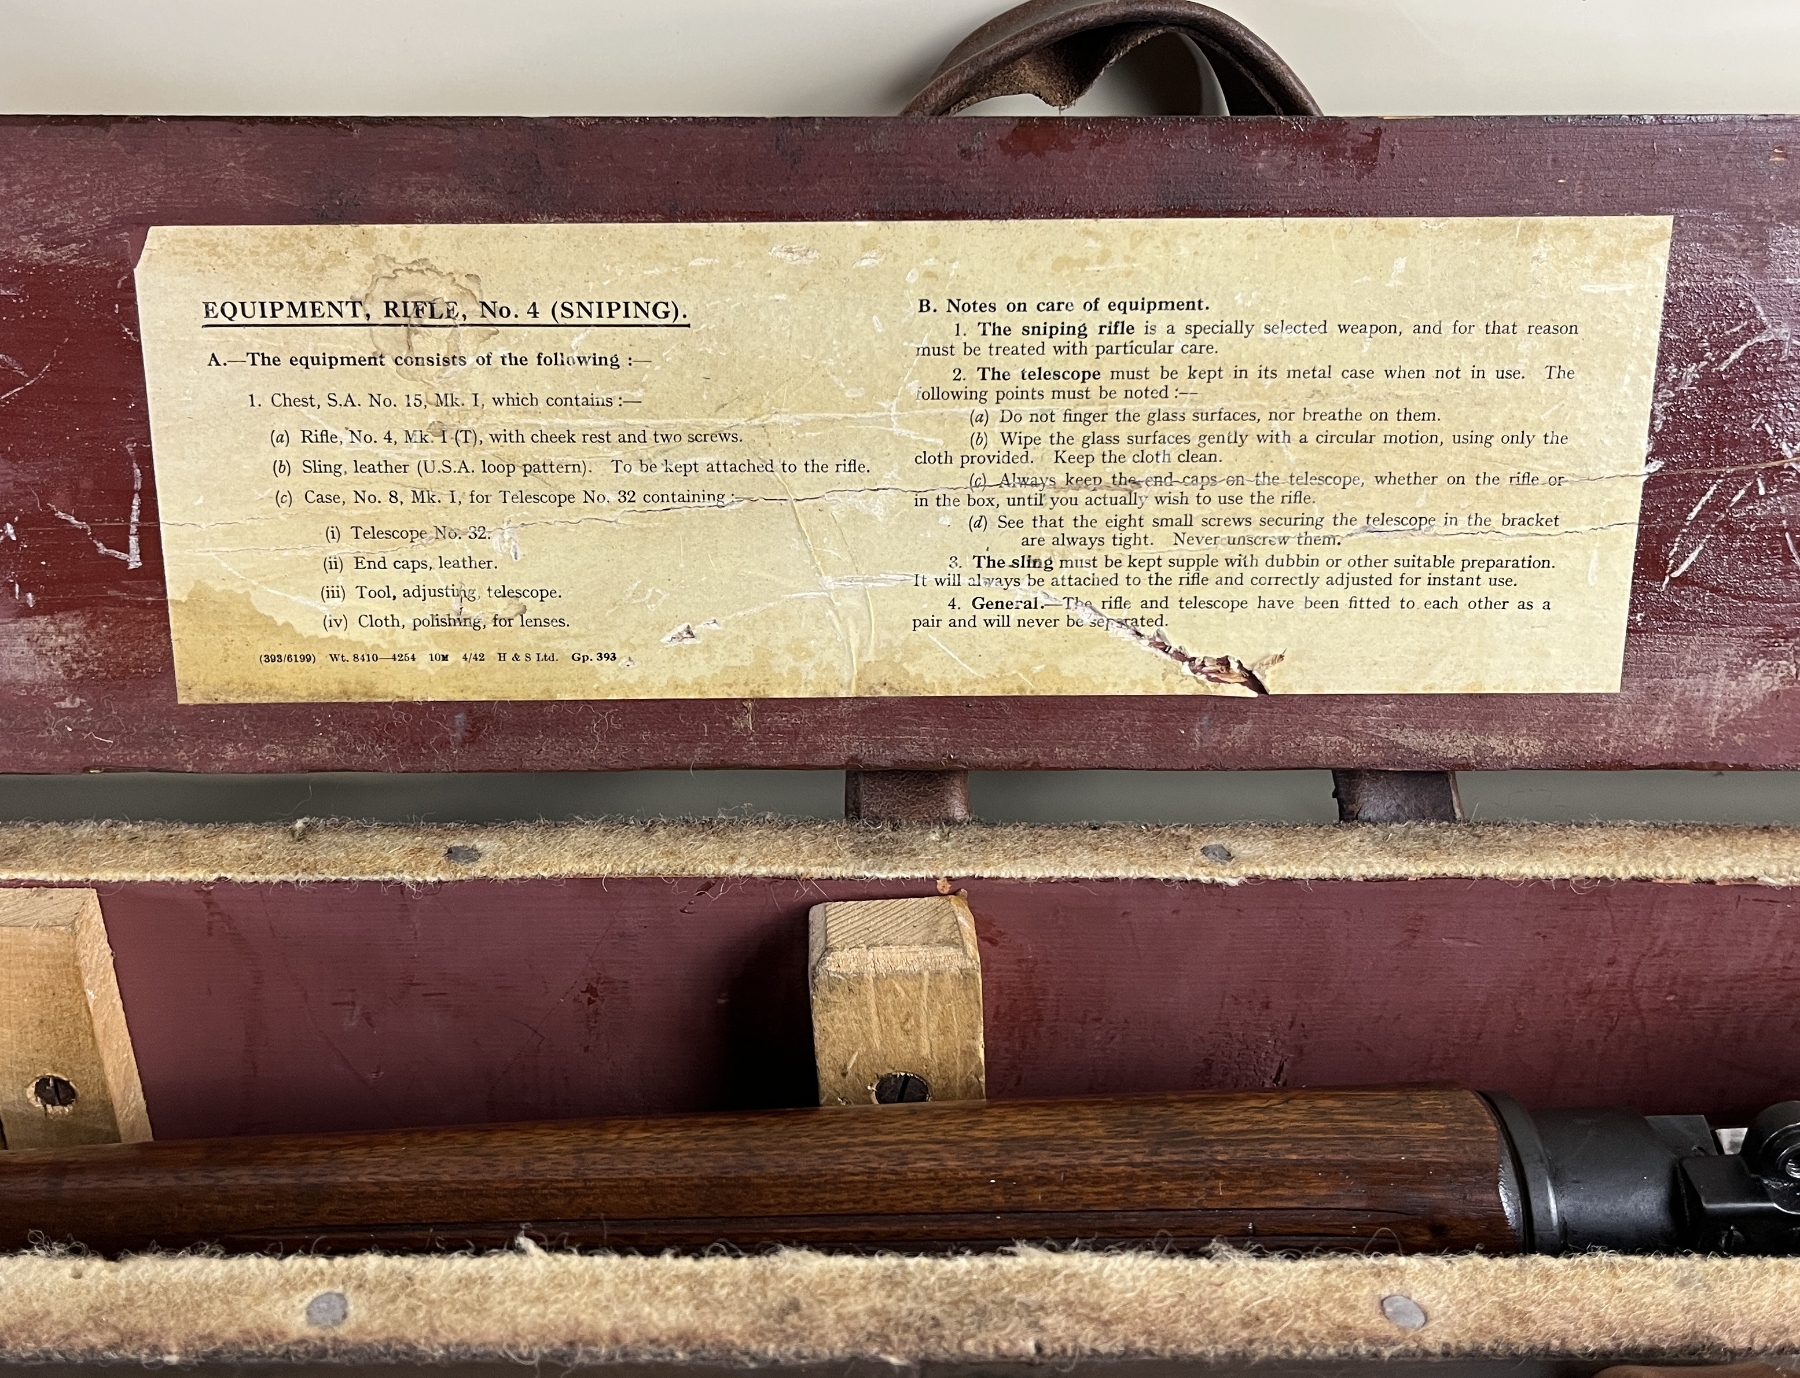 EQUIPMENT, RIFLE, No. 4 (SNIPING).
A.—The equipment consists of the following :—
1. Chest, S.A. No. 15, Mk. I, which contains :—
(a) Rifle, No. 4, Mk. I (T), with cheek rest and two screws.
(b) Sling, leather (U.S.A. loop pattern). To be kept attached to the rifle.
(c) Case, No. 8, Mk. I, for Telescope No. 32 containing :—
(i) Telescope No. 32.
(ii) End caps, leather.
(iii) Tool, adjusting, telescope.
(iv) Cloth, polishing, for lenses.
(393/6199) Wt. 8410—4254 10M 4/42 H & S Ltd. Gp. 393
B. Notes on care of equipment.
1. The sniping rifle is a specially selected weapon, and for that reason
must be treated with particular care.
2. The telescope must be kept in its metal case when not in use. The
following points must be noted :—
(a) Do not finger the glass surfaces, nor breathe on them.
(b) Wipe the glass surfaces gently with a circular motion, using only the
cloth provided. Keep the cloth clean.
(c) Always keep the end caps on the telescope, whether on the rifle or
in the box, until you actually wish to use the rifle.
(d) See that the eight small screws securing the telescope in the bracket
are always tight. Never unscrew them.
3. The sling must be kept supple with dubbin or other suitable preparation.
It will always be attached to the rifle and correctly adjusted for instant use.
4. General.—The rifle and telescope have been fitted to each other as a
pair and will never be separated.